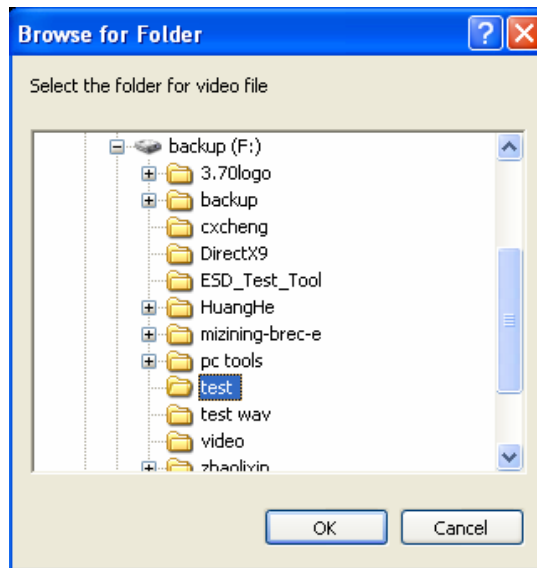 Browse for Folder
Select the folder for video file
backup (F:)
3.70logo
backup
cxcheng
DirectX9
ESD_Test_Tool
HuangHe
mizining-brec-e
pc tools
test
test wav
video
zhaolixin
OK Cancel